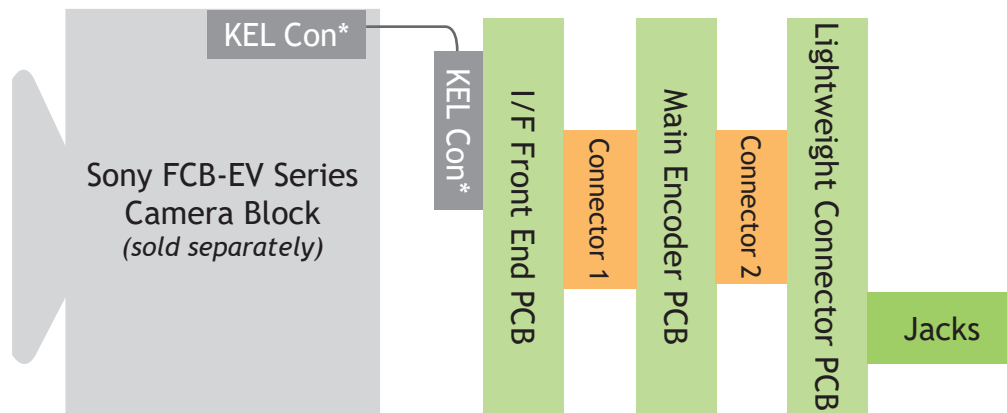 KEL Con*
Sony FCB-EV Series
Camera Block
(sold separately)
KEL Con*
I/F Front End PCB
Connector 1
Main Encoder PCB
Connector 2
Lightweight Connector PCB
Jacks